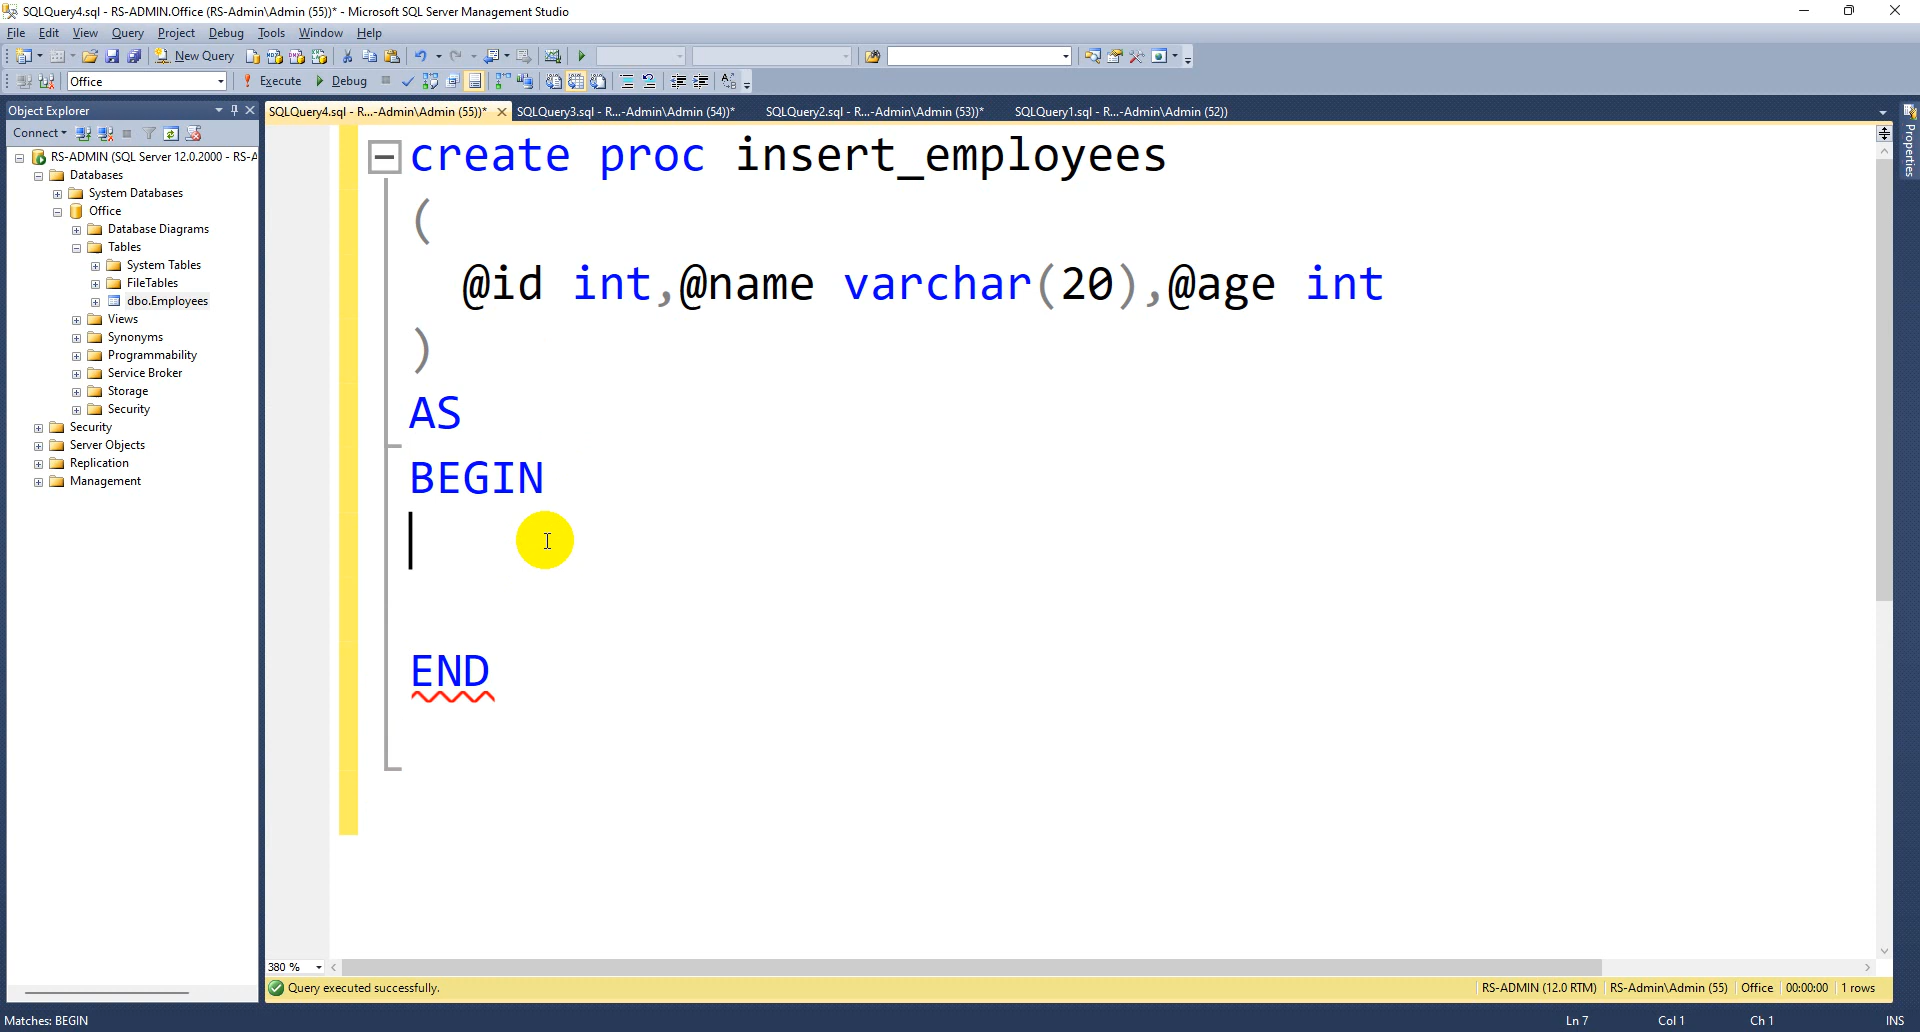 SQLQuery4.sql - RS-ADMIN.Office (RS-Admin\Admin (55))* - Microsoft SQL Server Management Studio
File Edit View Query Project Debug Tools Window Help
New Query
Office Execute Debug
Object Explorer
SQLQuery4.sql - R...-Admin\Admin (55))* SQLQuery3.sql - R...-Admin\Admin (54))* SQLQuery2.sql - R...-Admin\Admin (53))* SQLQuery1.sql - R...-Admin\Admin (52))
Connect
RS-ADMIN (SQL Server 12.0.2000 - RS-A
Databases
System Databases
Office
Database Diagrams
Tables
System Tables
FileTables
dbo.Employees
Views
Synonyms
Programmability
Service Broker
Storage
Security
Security
Server Objects
Replication
Management
create proc insert_employees
(
@id int,@name varchar(20),@age int
)
AS
BEGIN
END
Properties
380 %
Query executed successfully.
RS-ADMIN (12.0 RTM) RS-Admin\Admin (55) Office 00:00:00 1 rows
Matches: BEGIN
Ln 7 Col 1 Ch 1 INS